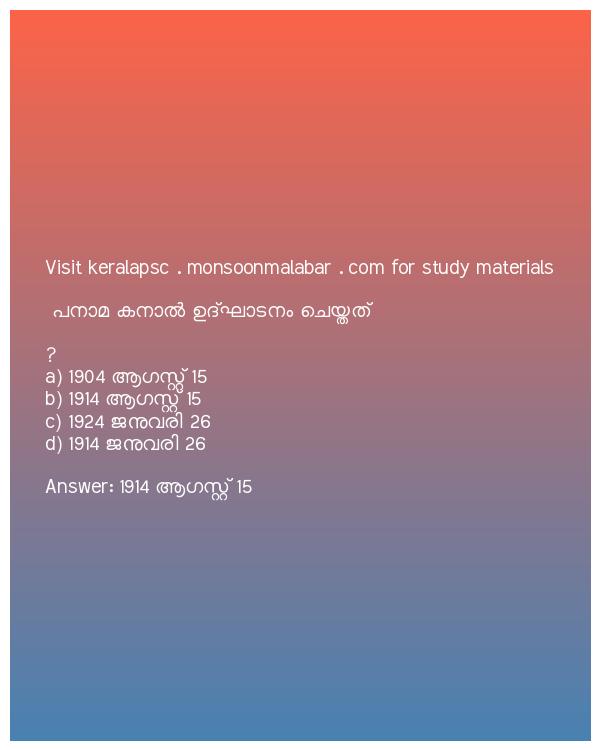 Visit keralapsc . monsoonmalabar . com for study materials
പനാമ കനാൽ ഉദ്ഘാടനം ചെയ്തത്
?
a) 1904 ആഗസ്റ്റ് 15
b) 1914 ആഗസ്റ്റ് 15
c) 1924 ജനുവരി 26
d) 1914 ജനുവരി 26
Answer: 1914 ആഗസ്റ്റ് 15